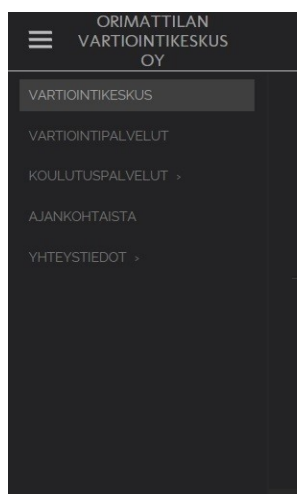 ORIMATTILAN
VARTIOINTIKESKUS
OY
VARTIOINTIKESKUS
VARTIOINTIPALVELUT
KOULUTUSPALVELUT ›
AJANKOHTAISTA
YHTEYSTIEDOT ›